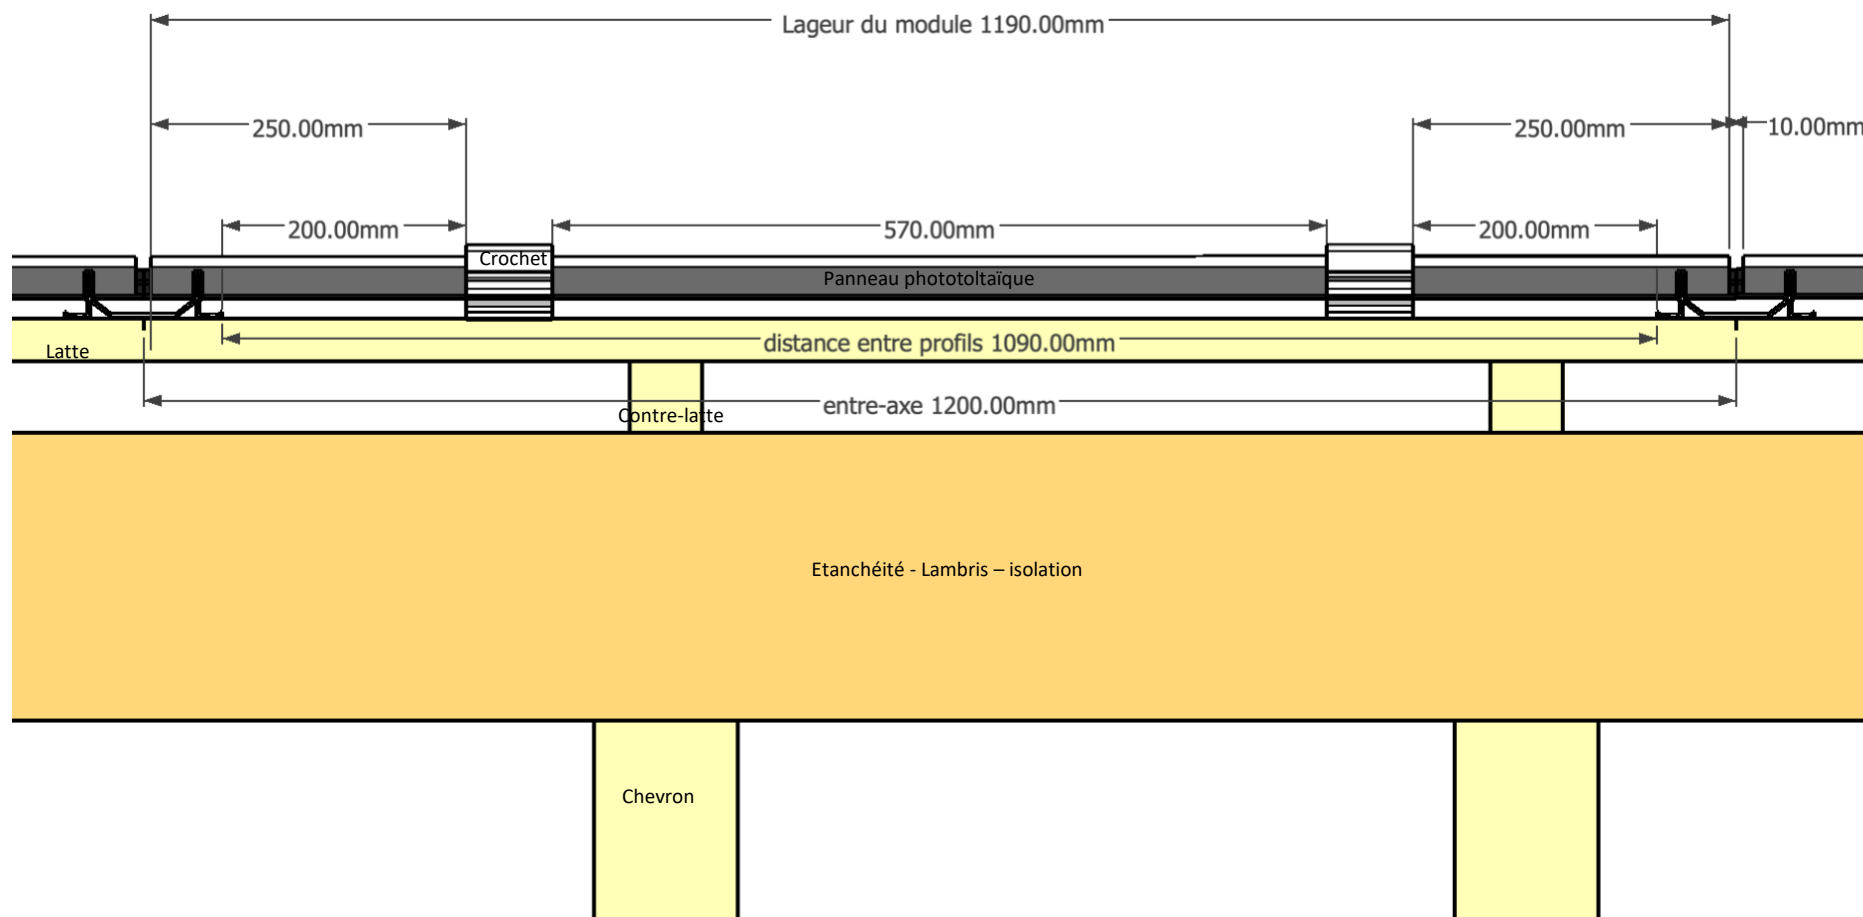 Lageur du module 1190.00mm
250.00mm
250.00mm
10.00mm
200.00mm
570.00mm
200.00mm
Crochet
Panneau phototoltaïque
distance entre profils 1090.00mm
Latte
entre-axe 1200.00mm
Contre-latte
Etanchéité - Lambris – isolation
Chevron